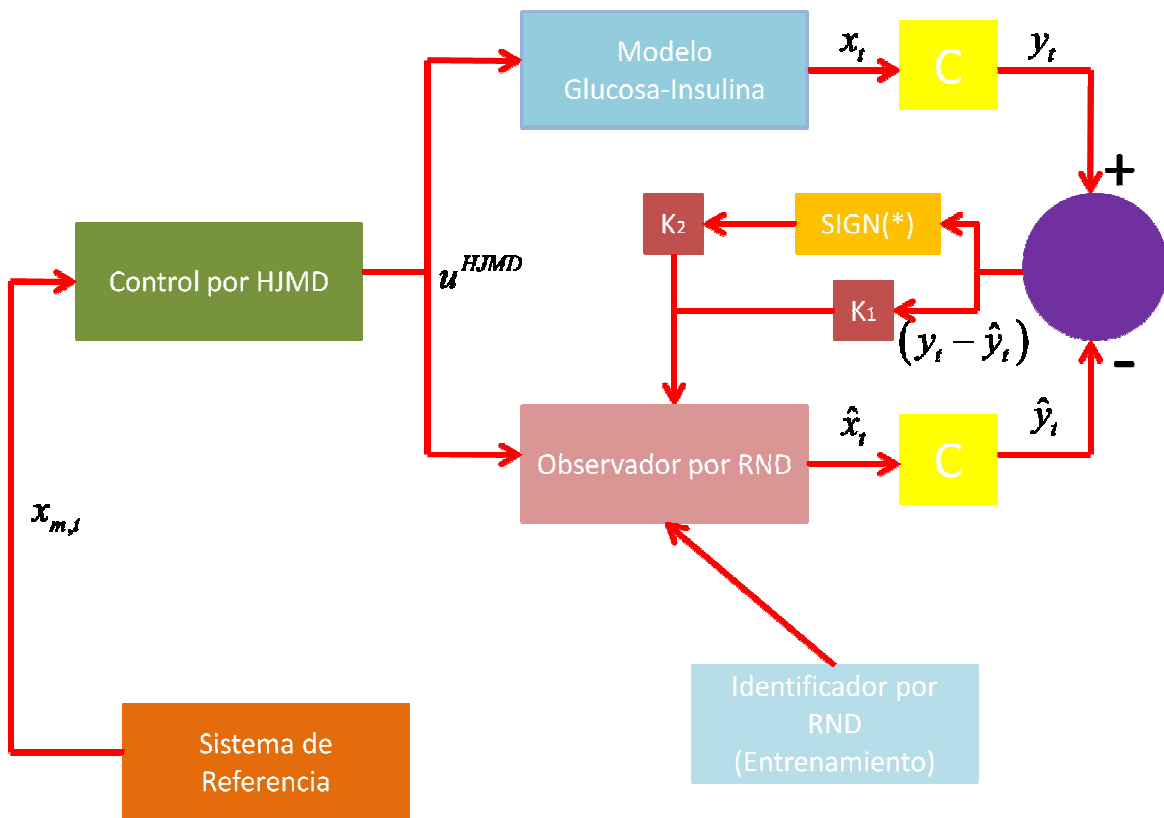 Modelo
Glucosa-Insulina
x_t
C
y_t
+
K₂
SIGN(*)
Control por HJMD
u^{HJMD}
K₁
(y_t − ŷ_t)
-
Observador por RND
x̂_t
C
ŷ_t
x_{m,t}
Identificador por
RND
(Entrenamiento)
Sistema de
Referencia